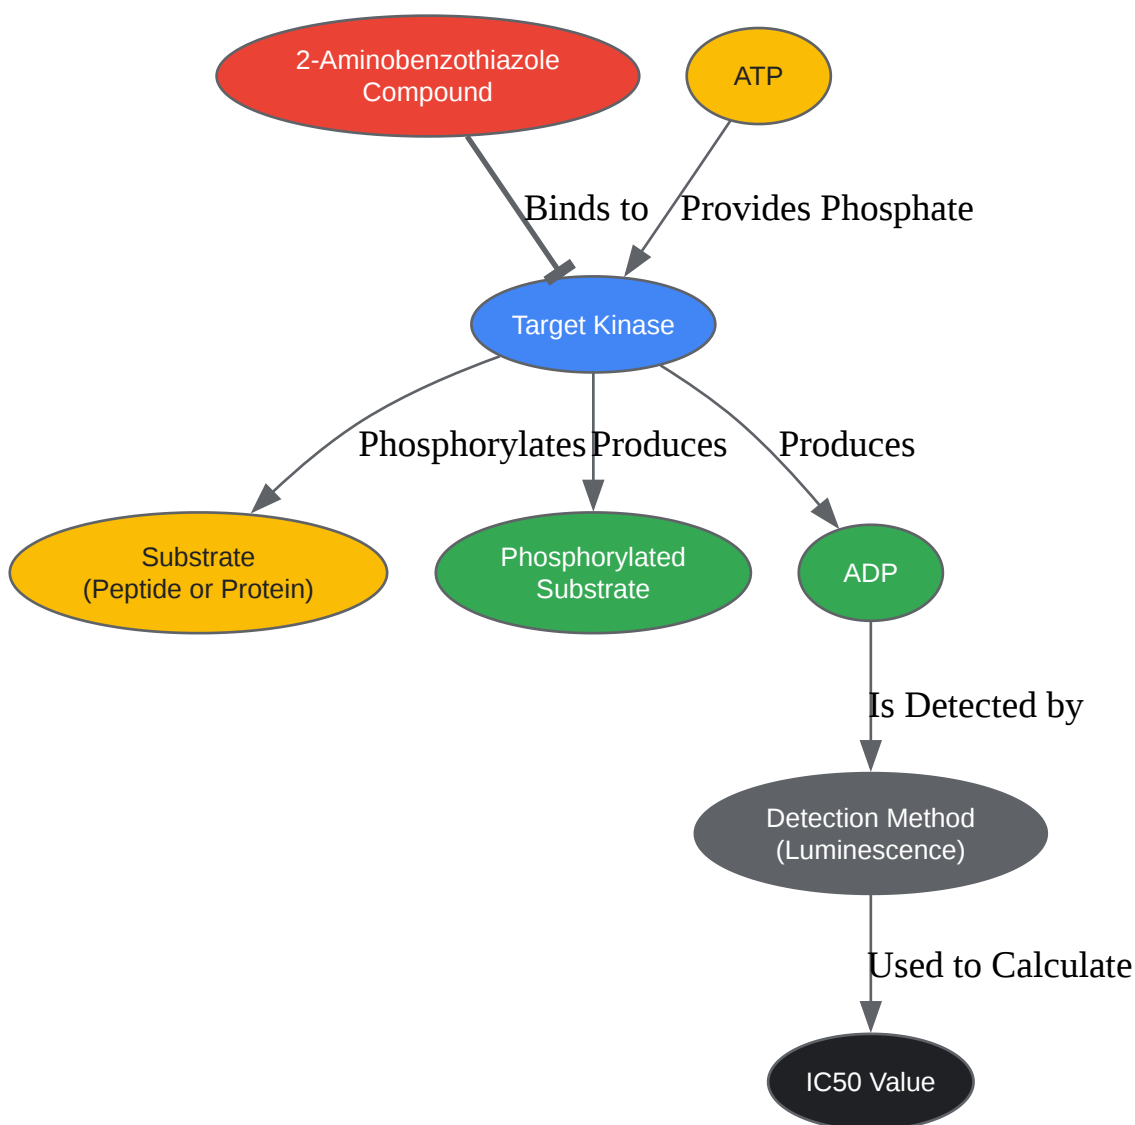 2-Aminobenzothiazole
Compound
ATP
Binds to
Provides Phosphate
Target Kinase
Phosphorylates
Produces
Produces
Substrate
(Peptide or Protein)
Phosphorylated
Substrate
ADP
Is Detected by
Detection Method
(Luminescence)
Used to Calculate
IC50 Value